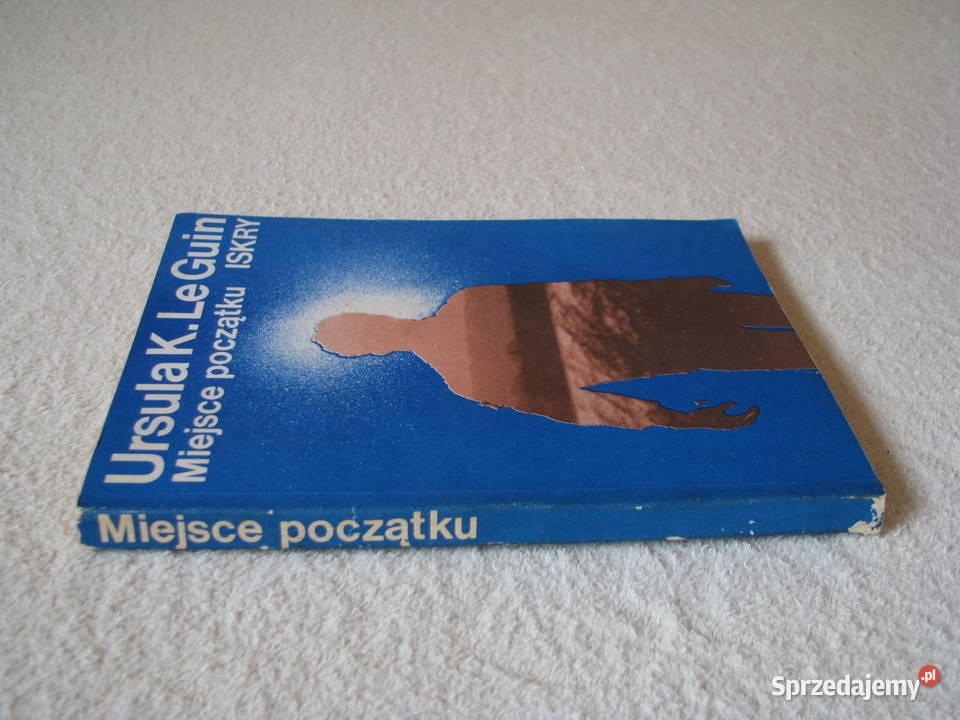 Ursula K. Le Guin
Miejsce początku ISKRY
Miejsce początku
Sprzedajemy.pl